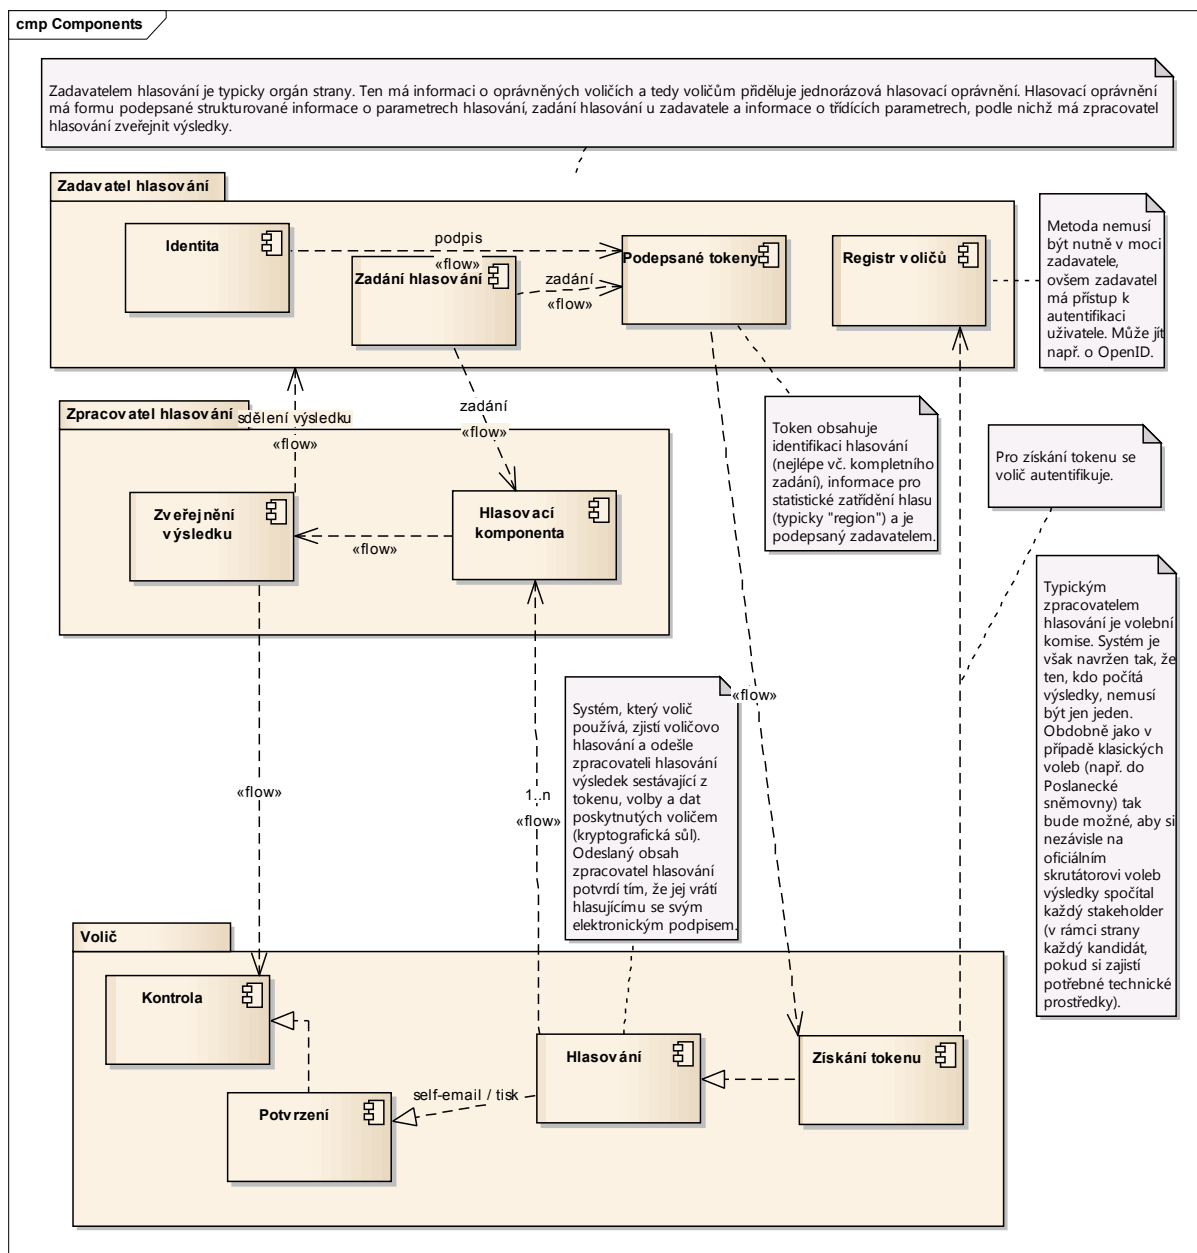 cmp Components
Zadavatelem hlasování je typicky orgán strany. Ten má informaci o oprávněných voličích a tedy voličům přiděluje jednorázová hlasovací oprávnění. Hlasovací oprávnění
má formu podepsané strukturované informace o parametrech hlasování, zadání hlasování u zadavatele a informace o třídících parametrech, podle nichž má zpracovatel
hlasování zveřejnit výsledky.
Zadavatel hlasování
Identita
podpis
«flow»
Zadání hlasování
zadání
«flow»
Podepsané tokeny
Registr voličů
Metoda nemusí
být nutně v moci
zadavatele,
ovšem zadavatel
má přístup k
autentifikaci
uživatele. Může jít
např. o OpenID.
Zpracovatel hlasování
sdělení výsledku
«flow»
zadání
«flow»
Zveřejnění
výsledku
«flow»
Hlasovací
komponenta
Token obsahuje
identifikaci hlasování
(nejlépe vč. kompletního
zadání), informace pro
statistické zatřídění hlasu
(typicky "region") a je
podepsaný zadavatelem.
Pro získání tokenu se
volič autentifikuje.
Typickým
zpracovatelem
hlasování je volební
komise. Systém je
však navržen tak, že
ten, kdo počítá
výsledky, nemusí
být jen jeden.
Obdobně jako v
případě klasických
voleb (např. do
Poslanecké
sněmovny) tak
bude možné, aby si
nezávisle na
oficiálním
skrutátorovi voleb
výsledky spočítal
každý stakeholder
(v rámci strany
každý kandidát,
pokud si zajistí
potřebné technické
prostředky).
«flow»
Systém, který volič
používá, zjistí voličovo
hlasování a odešle
zpracovateli hlasování
výsledek sestávající z
tokenu, volby a dat
poskytnutých voličem
(kryptografická sůl).
Odeslaný obsah
zpracovatel hlasování
potvrdí tím, že jej vrátí
hlasujícímu se svým
elektronickým podpisem.
«flow»
1..n
«flow»
Volič
Kontrola
Potvrzení
self-email / tisk
Hlasování
Získání tokenu